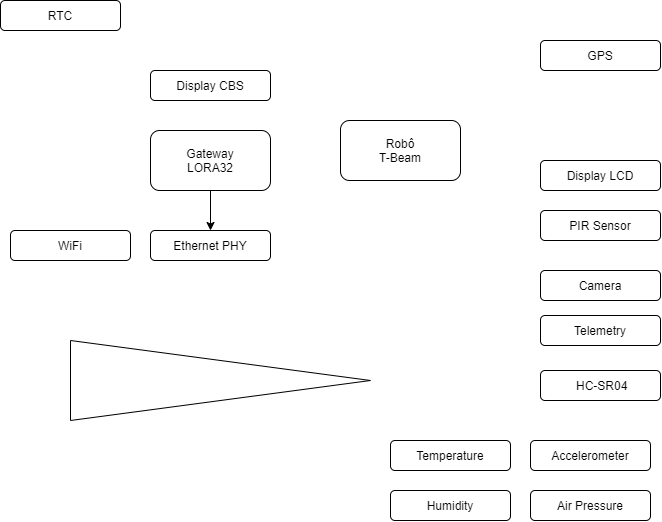 RTC
GPS
Display CBS
Gateway
LORA32
Robô
T-Beam
Display LCD
PIR Sensor
WiFi
Ethernet PHY
Camera
Telemetry
HC-SR04
Temperature
Accelerometer
Humidity
Air Pressure